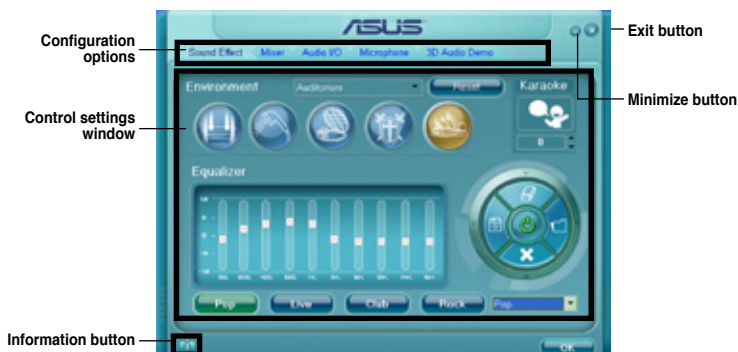 ASUS
Exit button
Configuration options
Sound Effect Mixer Audio I/O Microphone 3D Audio Demo
Minimize button
Environment Auditorium Reset Karaoke
0
Control settings window
Equalizer
Pop Live Club Rock Pop
Information button
OK